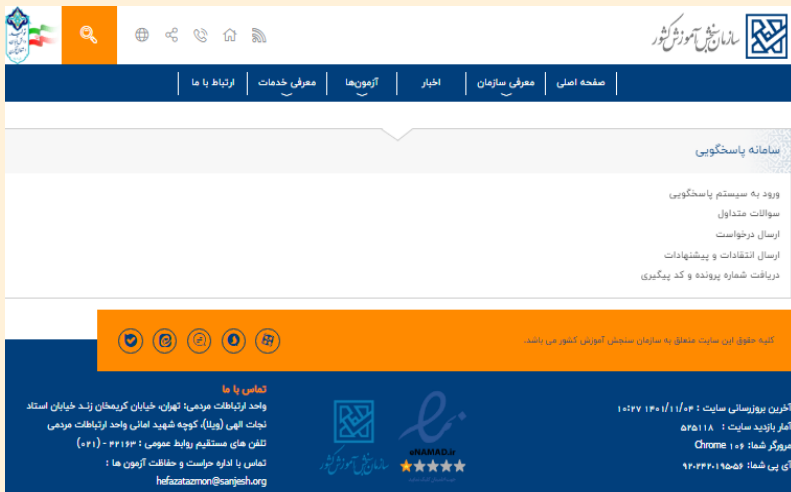 سازمان سنجش آموزش کشور
صفحه اصلی
معرفی سازمان
اخبار
آزمون‌ها
معرفی خدمات
ارتباط با ما
سامانه پاسخگویی
ورود به سیستم پاسخگویی
سوالات متداول
ارسال درخواست
ارسال انتقادات و پیشنهادات
دریافت شماره پرونده و کد پیگیری
کلیه حقوق این سایت متعلق به سازمان سنجش آموزش کشور می باشد.
آخرین بروزرسانی سایت : ۱۴۰۱/۱۱/۰۴ ۱۰:۲۷
آمار بازدید سایت : ۵۲۵۱۱۸
مرورگر شما: Chrome ۱۰۶
آی پی شما: ۹۲.۲۴۲.۱۹۵.۵۶
eNAMAD.ir
سازمان سنجش آموزش کشور
تماس با ما
واحد ارتباطات مردمی: تهران، خیابان کریمخان زند خیابان استاد
نجات الهی (ویلا)، کوچه شهید امانی واحد ارتباطات مردمی
تلفن های مستقیم روابط عمومی : ۴۲۱۶۳ - (۰۲۱)
تماس با اداره حراست و حفاظت آزمون ها :
hefazatazmon@sanjesh.org